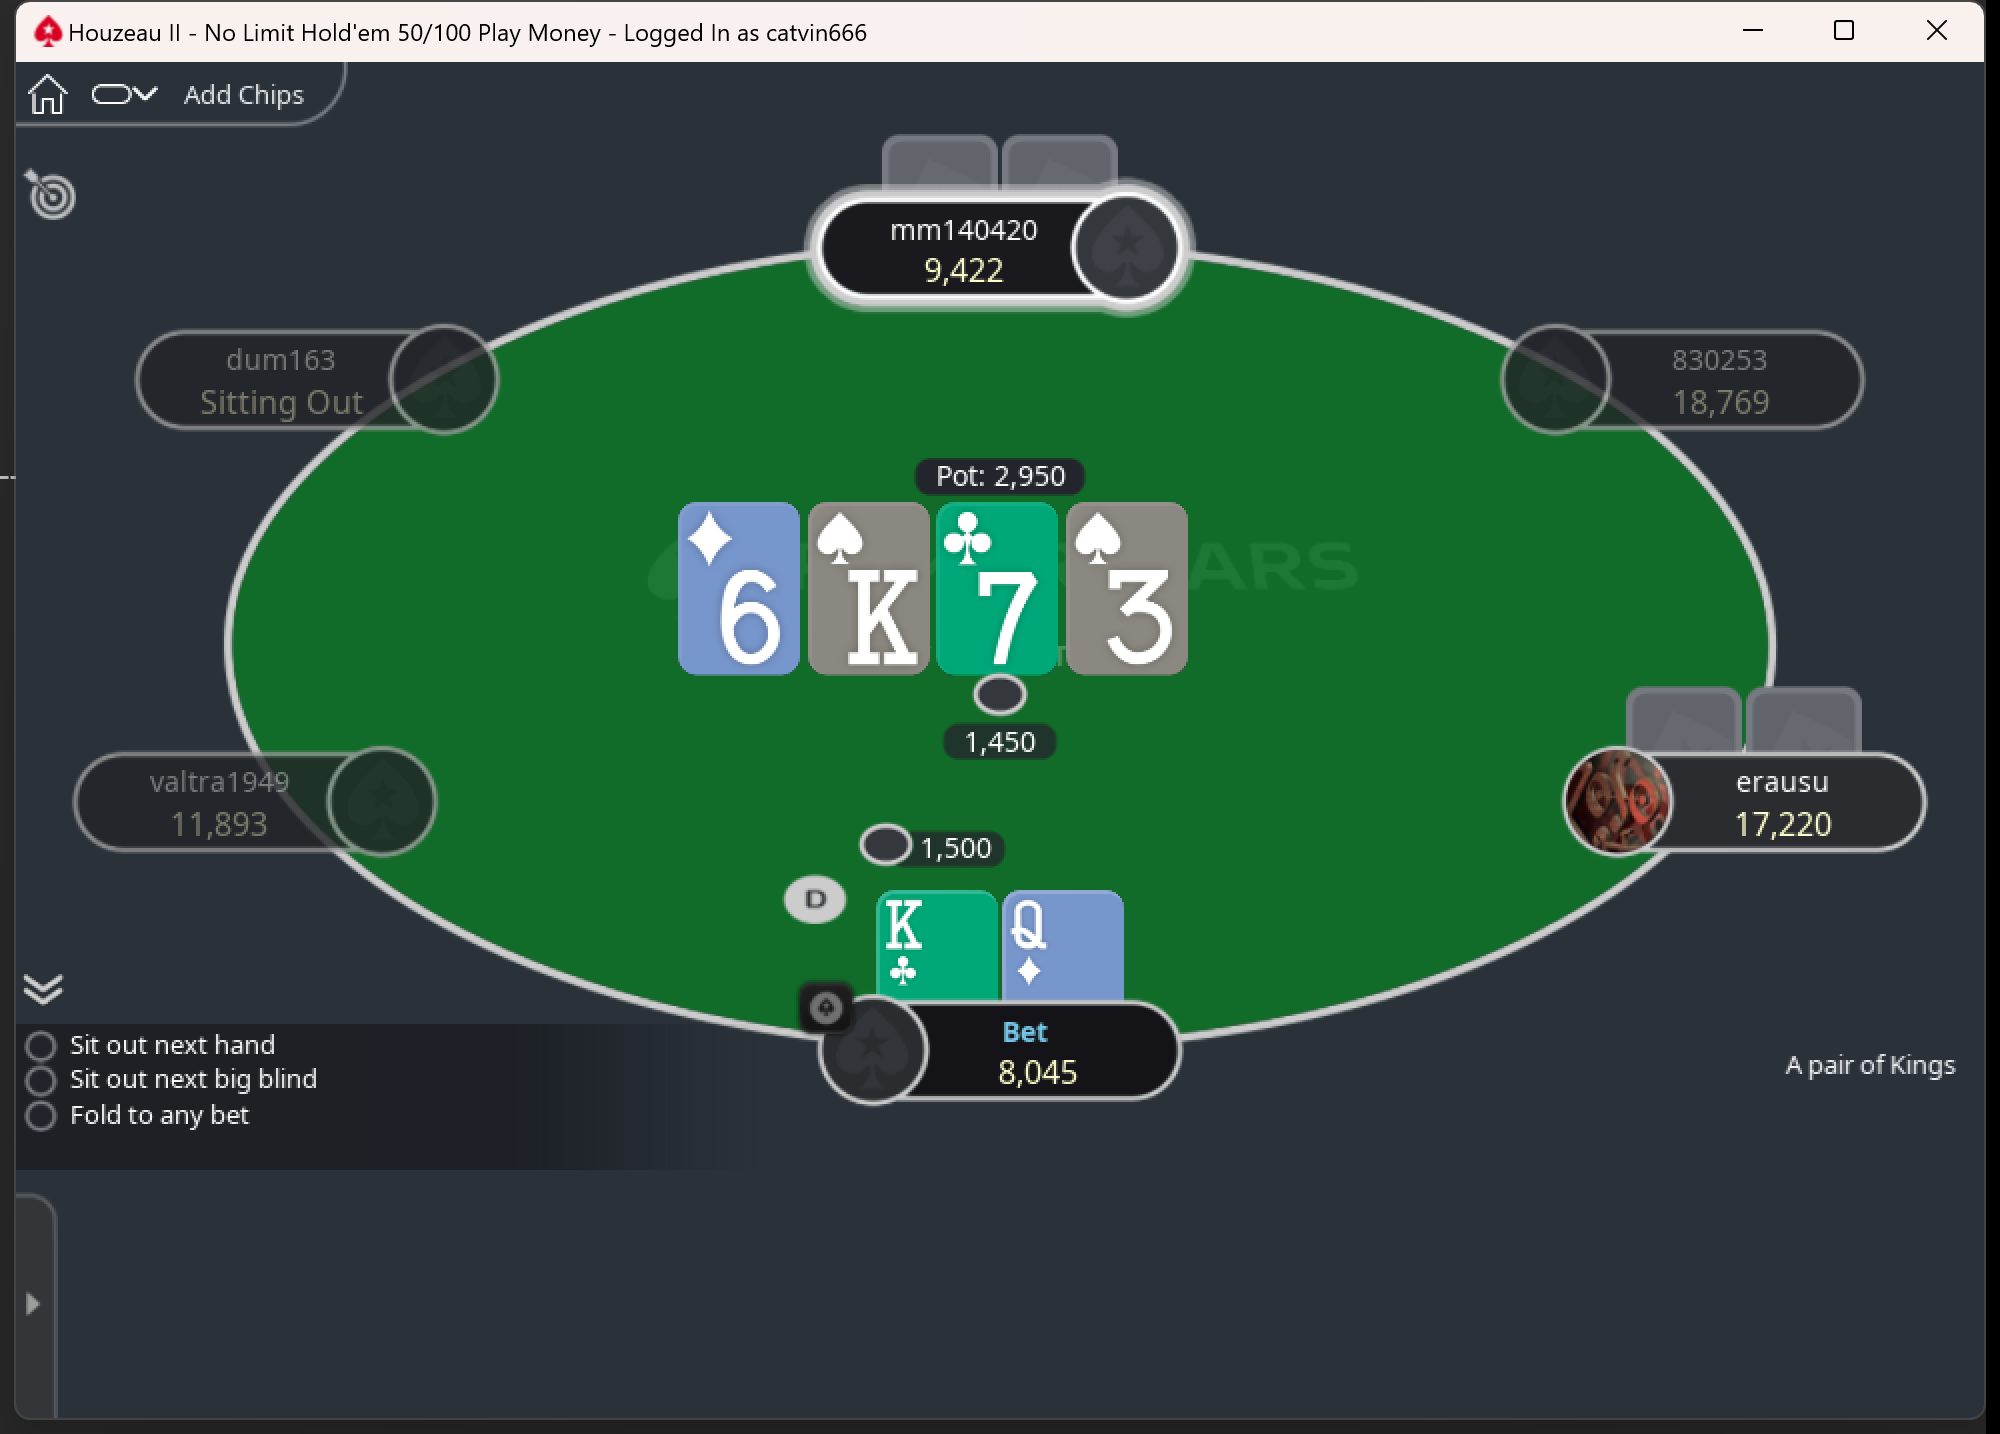 Houzeau II - No Limit Hold'em 50/100 Play Money - Logged In as catvin666
Add Chips
mm140420
9,422
dum163
Sitting Out
830253
18,769
Pot: 2,950
6 K 7 3
ARS
1,450
valtra1949
11,893
erausu
17,220
1,500
D
K Q
Bet
8,045
A pair of Kings
Sit out next hand
Sit out next big blind
Fold to any bet